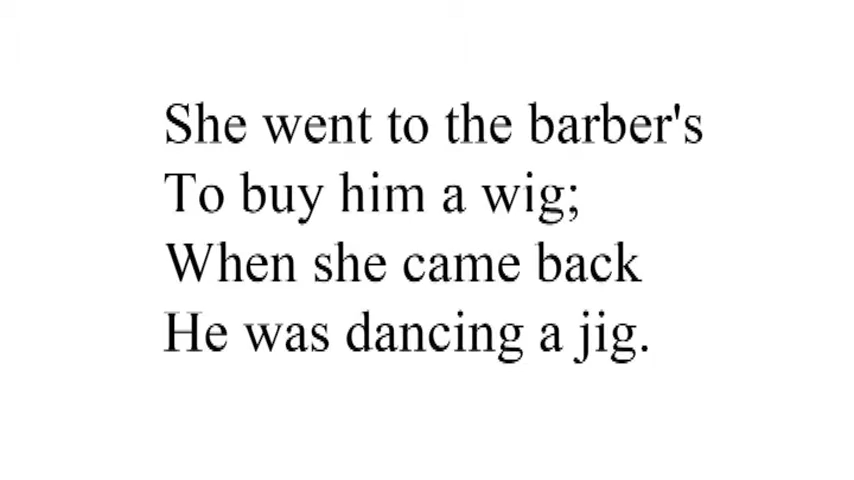 She went to the barber's
To buy him a wig;
When she came back
He was dancing a jig.